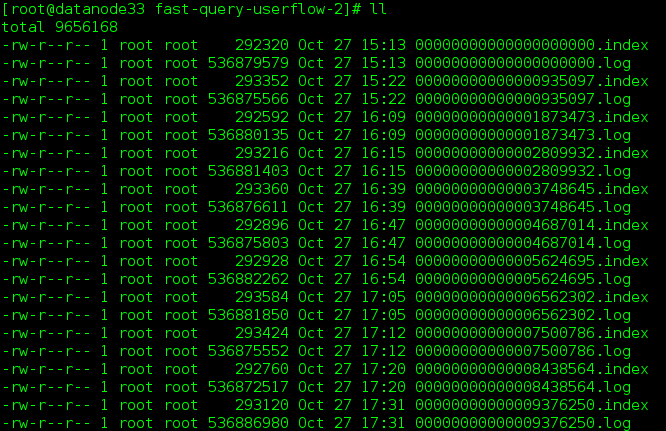 [root@datanode33 fast-query-userflow-2]# ll
total 9656168
-rw-r--r-- 1 root root    292320 Oct 27 15:13 00000000000000000000.index
-rw-r--r-- 1 root root 536879579 Oct 27 15:13 00000000000000000000.log
-rw-r--r-- 1 root root    293352 Oct 27 15:22 00000000000000935097.index
-rw-r--r-- 1 root root 536875566 Oct 27 15:22 00000000000000935097.log
-rw-r--r-- 1 root root    292592 Oct 27 16:09 00000000000001873473.index
-rw-r--r-- 1 root root 536880135 Oct 27 16:09 00000000000001873473.log
-rw-r--r-- 1 root root    293216 Oct 27 16:15 00000000000002809932.index
-rw-r--r-- 1 root root 536881403 Oct 27 16:15 00000000000002809932.log
-rw-r--r-- 1 root root    293360 Oct 27 16:39 00000000000003748645.index
-rw-r--r-- 1 root root 536876611 Oct 27 16:39 00000000000003748645.log
-rw-r--r-- 1 root root    292896 Oct 27 16:47 00000000000004687014.index
-rw-r--r-- 1 root root 536875803 Oct 27 16:47 00000000000004687014.log
-rw-r--r-- 1 root root    292928 Oct 27 16:54 00000000000005624695.index
-rw-r--r-- 1 root root 536882262 Oct 27 16:54 00000000000005624695.log
-rw-r--r-- 1 root root    293584 Oct 27 17:05 00000000000006562302.index
-rw-r--r-- 1 root root 536881850 Oct 27 17:05 00000000000006562302.log
-rw-r--r-- 1 root root    293424 Oct 27 17:12 00000000000007500786.index
-rw-r--r-- 1 root root 536875552 Oct 27 17:12 00000000000007500786.log
-rw-r--r-- 1 root root    292760 Oct 27 17:20 00000000000008438564.index
-rw-r--r-- 1 root root 536872517 Oct 27 17:20 00000000000008438564.log
-rw-r--r-- 1 root root    293120 Oct 27 17:31 00000000000009376250.index
-rw-r--r-- 1 root root 536886980 Oct 27 17:31 00000000000009376250.log